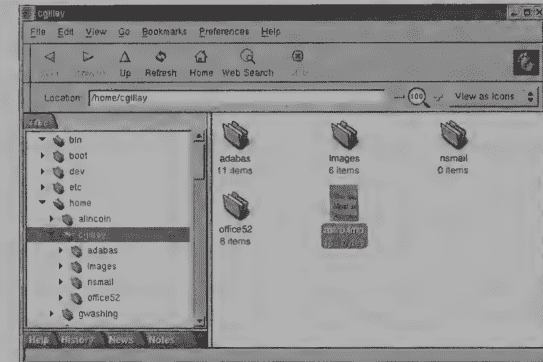 cgillay
File Edit View Go Bookmarks Preferences Help
Up Refresh Home Web Search
Location: /home/cgillay 100 View as Icons
Tree
bin
boot
dev
etc
home
alincoln
cgillay
adabas
images
nsmail
office52
gwashing
Help History News Notes
adabas
11 items
images
6 items
nsmail
0 items
office52
8 items